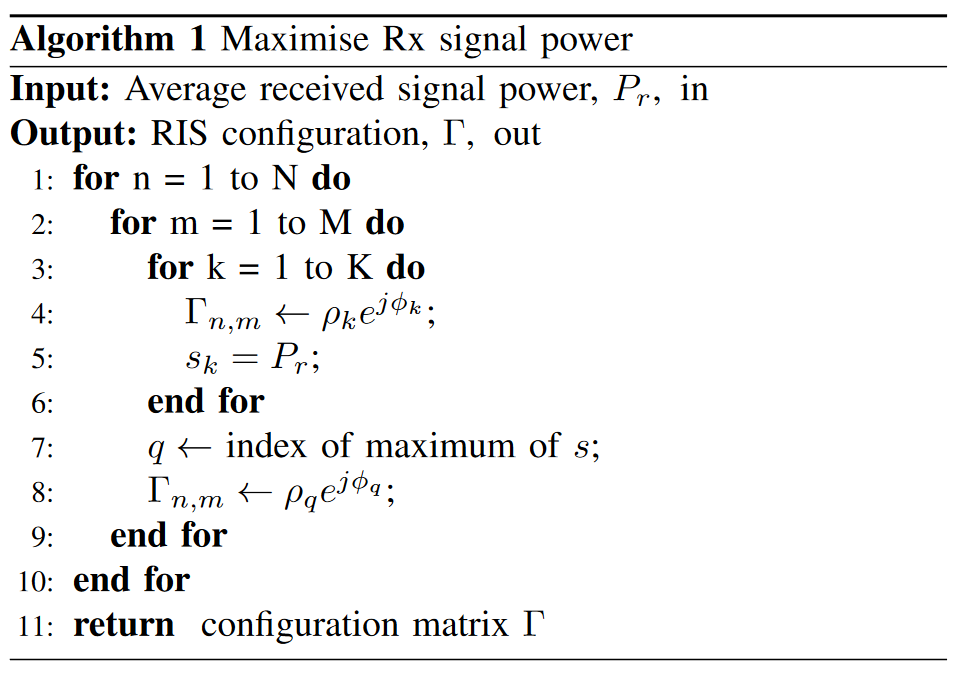 Algorithm 1 Maximise Rx signal power
Input: Average received signal power, $P_r$, in
Output: RIS configuration, $\Gamma$, out
1: for n = 1 to N do
2: for m = 1 to M do
3: for k = 1 to K do
4: $\Gamma_{n,m} \leftarrow \rho_k e^{j\phi_k}$;
5: $s_k = P_r$;
6: end for
7: $q \leftarrow$ index of maximum of $s$;
8: $\Gamma_{n,m} \leftarrow \rho_q e^{j\phi_q}$;
9: end for
10: end for
11: return configuration matrix $\Gamma$